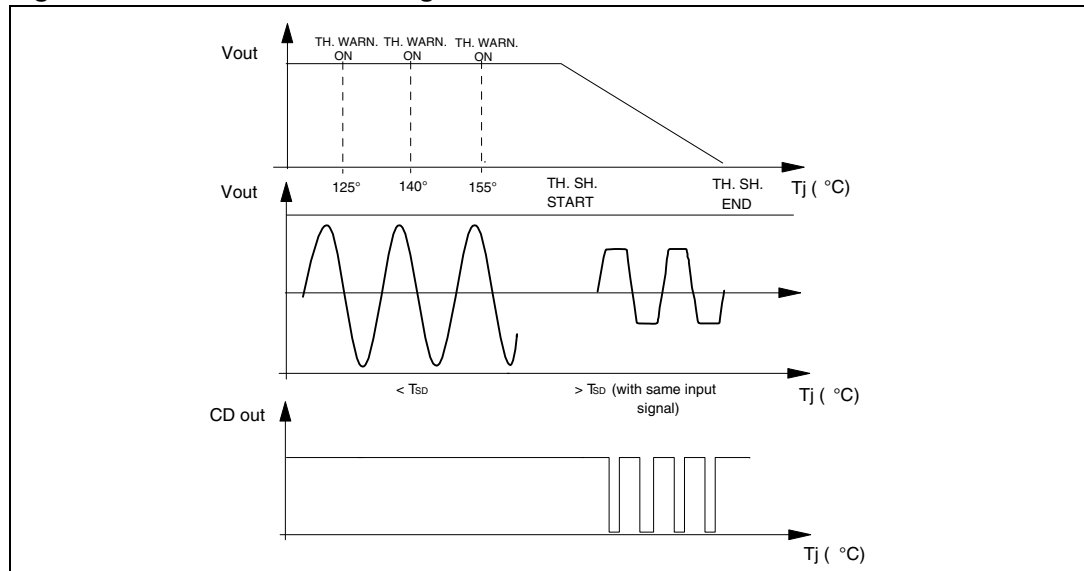 Vout
TH. WARN. TH. WARN. TH. WARN.
ON ON ON
125° 140° 155° TH. SH. TH. SH. Tj ( °C)
START END
Vout
< TSD > TSD (with same input
signal)
Tj ( °C)
CD out
Tj ( °C)